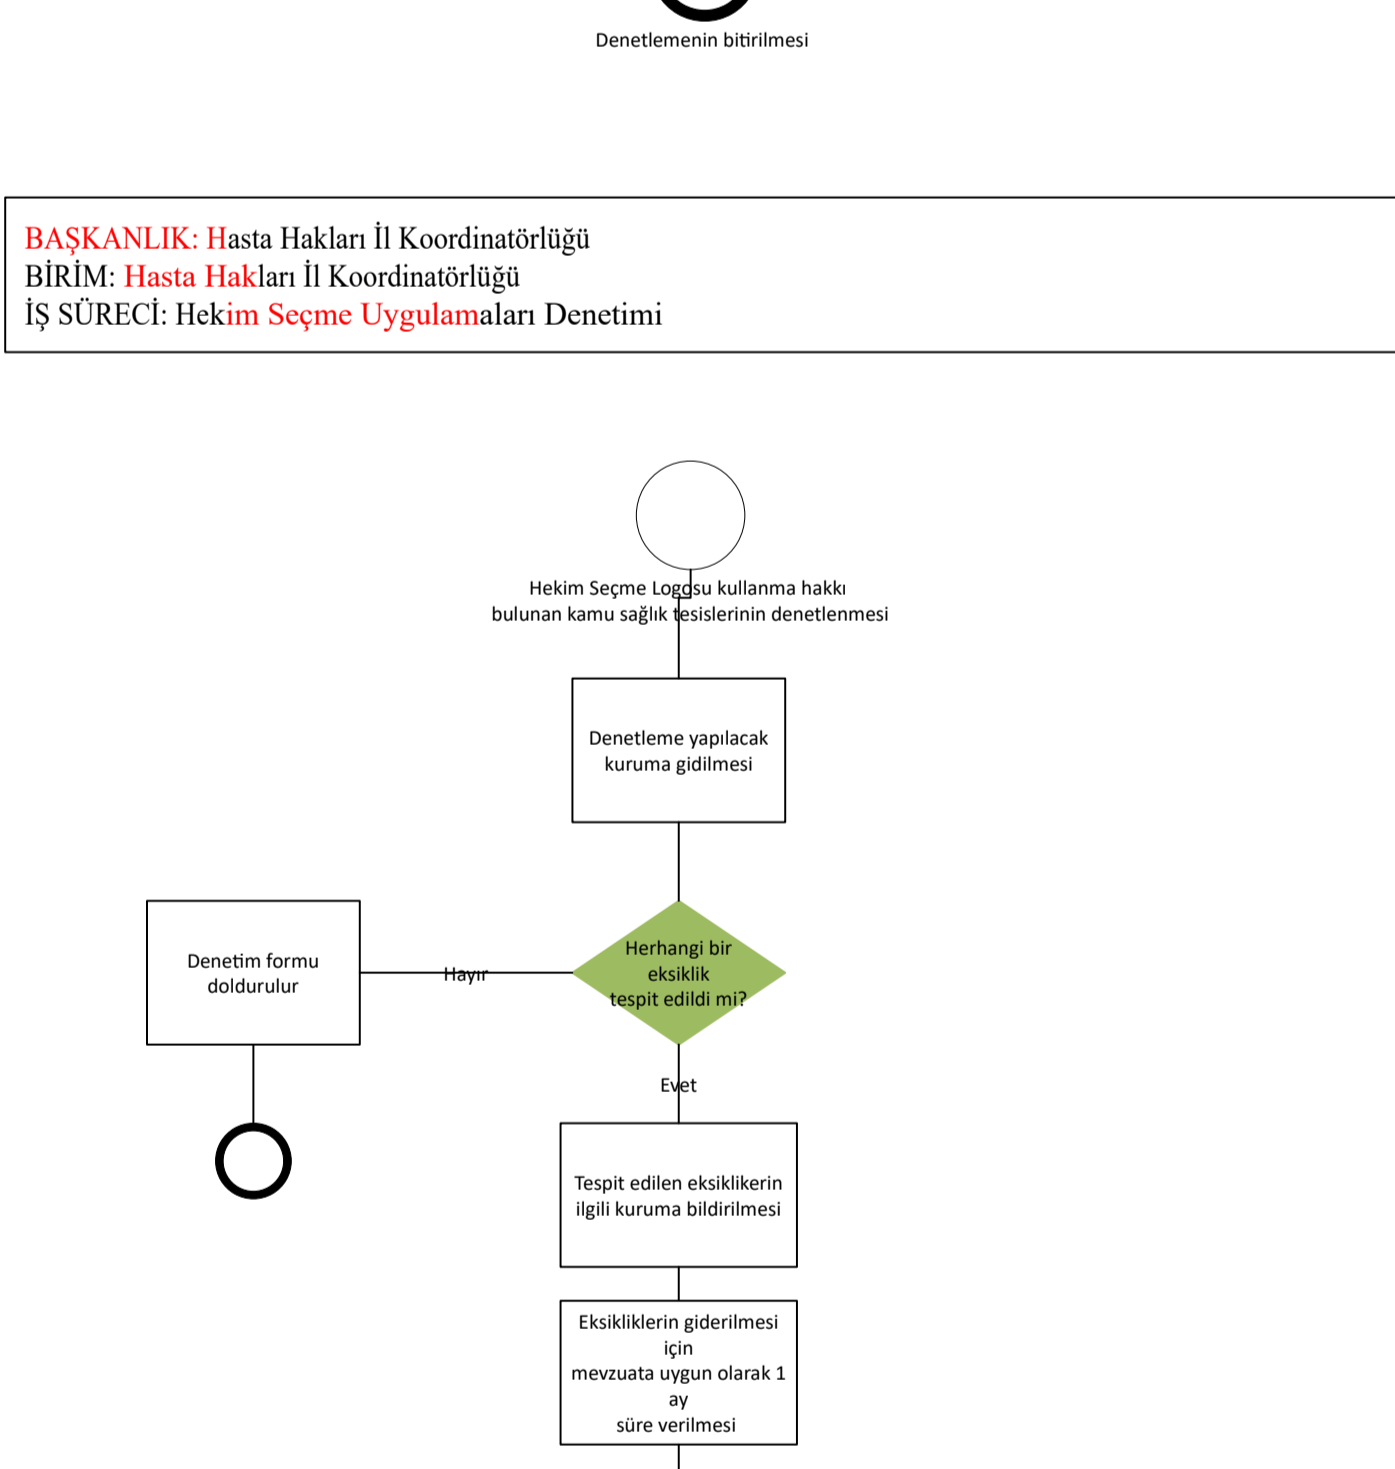 Denetlemenin bitirilmesi
BAŞKANLIK: Hasta Hakları İl Koordinatörlüğü
BİRİM: Hasta Hakları İl Koordinatörlüğü
İŞ SÜRECİ: Hekim Seçme Uygulamaları Denetimi
Hekim Seçme Logosu kullanma hakkı
bulunan kamu sağlık tesislerinin denetlenmesi
Denetleme yapılacak
kuruma gidilmesi
Herhangi bir
eksiklik
tespit edildi mi?
Hayır
Denetim formu
doldurulur
Evet
Tespit edilen eksiklikerin
ilgili kuruma bildirilmesi
Eksikliklerin giderilmesi
için
mevzuata uygun olarak 1
ay
süre verilmesi